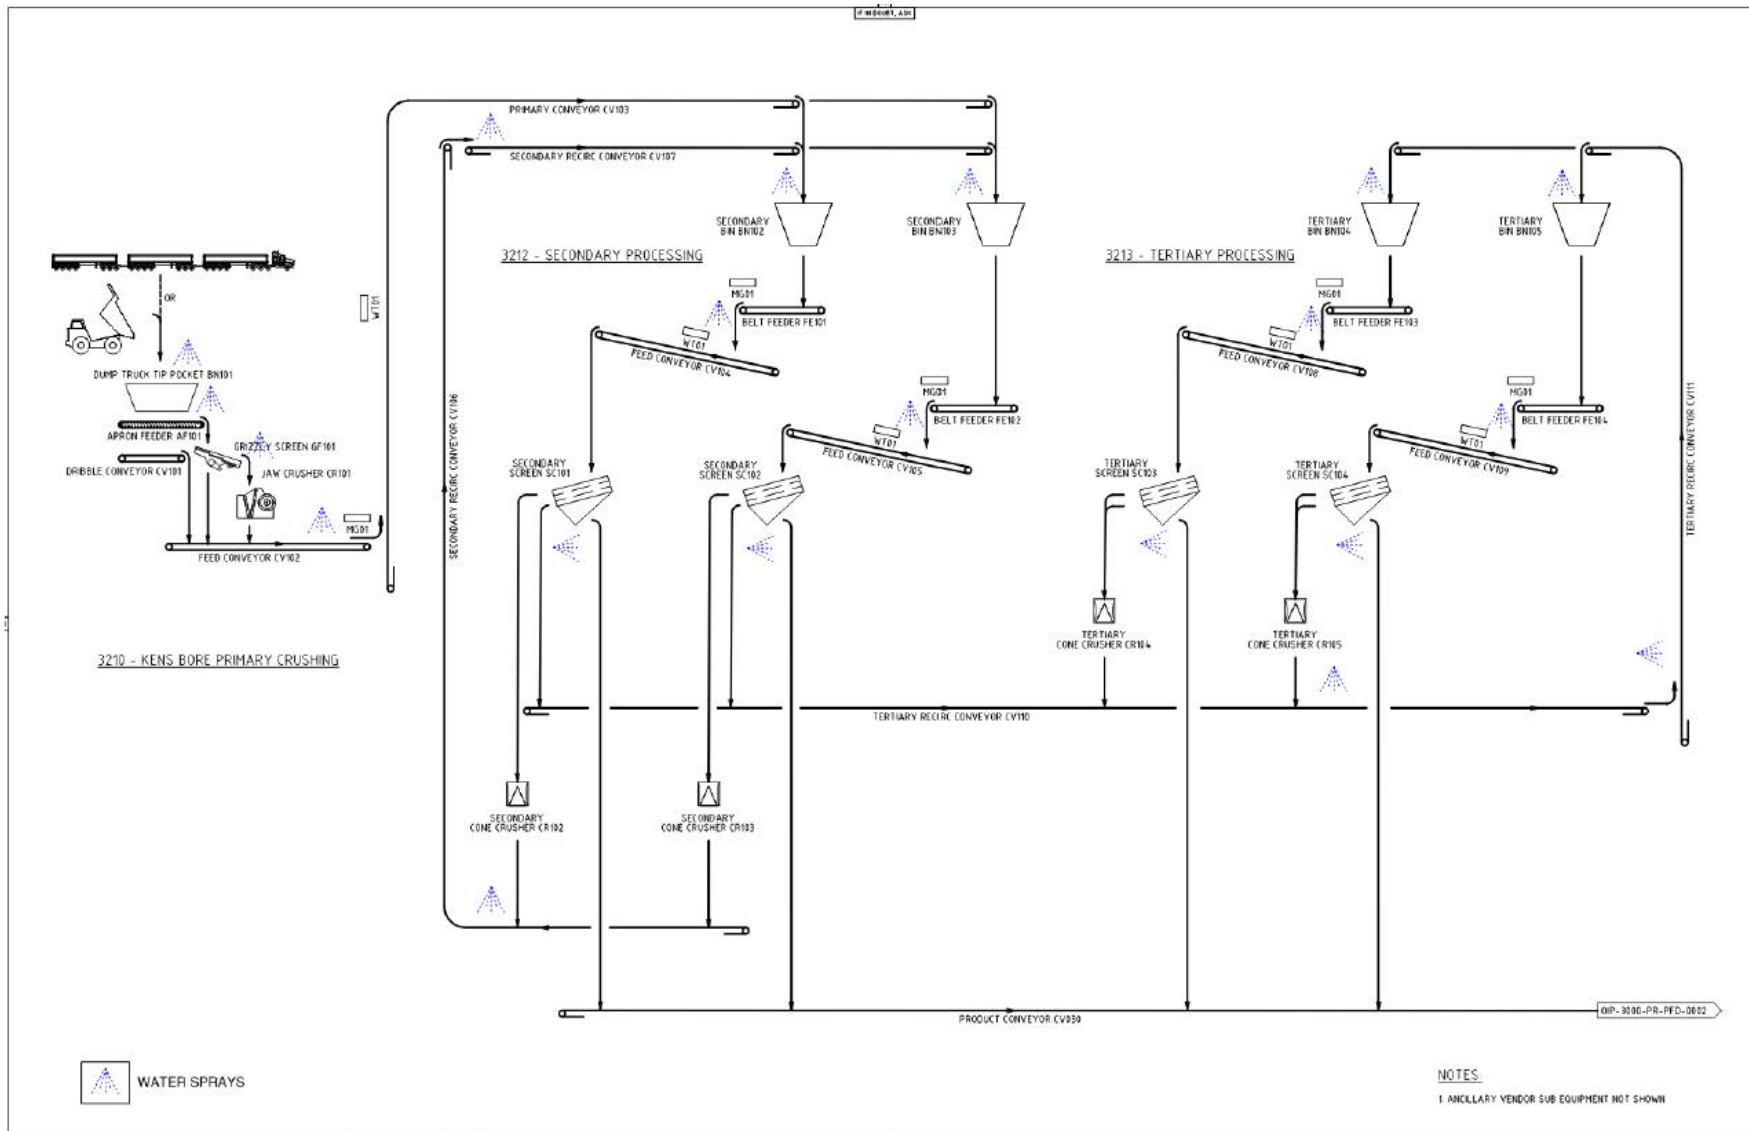 IF IN DOUBT, ASK
PRIMARY CONVEYOR CV103
SECONDARY RECIRC CONVEYOR CV107
SECONDARY
BIN BN102
SECONDARY
BIN BN103
TERTIARY
BIN BN104
TERTIARY
BIN BN105
3212 - SECONDARY PROCESSING
3213 - TERTIARY PROCESSING
OR
WT01
MG01
BELT FEEDER FE101
WT01
FEED CONVEYOR CV104
MG01
BELT FEEDER FE103
WT01
FEED CONVEYOR CV108
DUMP TRUCK TIP POCKET BN101
MG01
BELT FEEDER FE102
WT01
FEED CONVEYOR CV105
MG01
BELT FEEDER FE104
WT01
FEED CONVEYOR CV109
APRON FEEDER AF101
GRIZZLY SCREEN GF101
DRIBBLE CONVEYOR CV101
JAW CRUSHER CR101
SECONDARY RECIRC CONVEYOR CV106
SECONDARY
SCREEN SC101
SECONDARY
SCREEN SC102
TERTIARY
SCREEN SC103
TERTIARY
SCREEN SC104
TERTIARY RECIRC CONVEYOR CV111
MG01
FEED CONVEYOR CV102
TERTIARY
CONE CRUSHER CR104
TERTIARY
CONE CRUSHER CR105
3210 - KENS BORE PRIMARY CRUSHING
TERTIARY RECIRC CONVEYOR CV110
SECONDARY
CONE CRUSHER CR102
SECONDARY
CONE CRUSHER CR103
PRODUCT CONVEYOR CV030
OIP-3000-PR-PFD-0002
WATER SPRAYS
NOTES
1 ANCILLARY VENDOR SUB EQUIPMENT NOT SHOWN